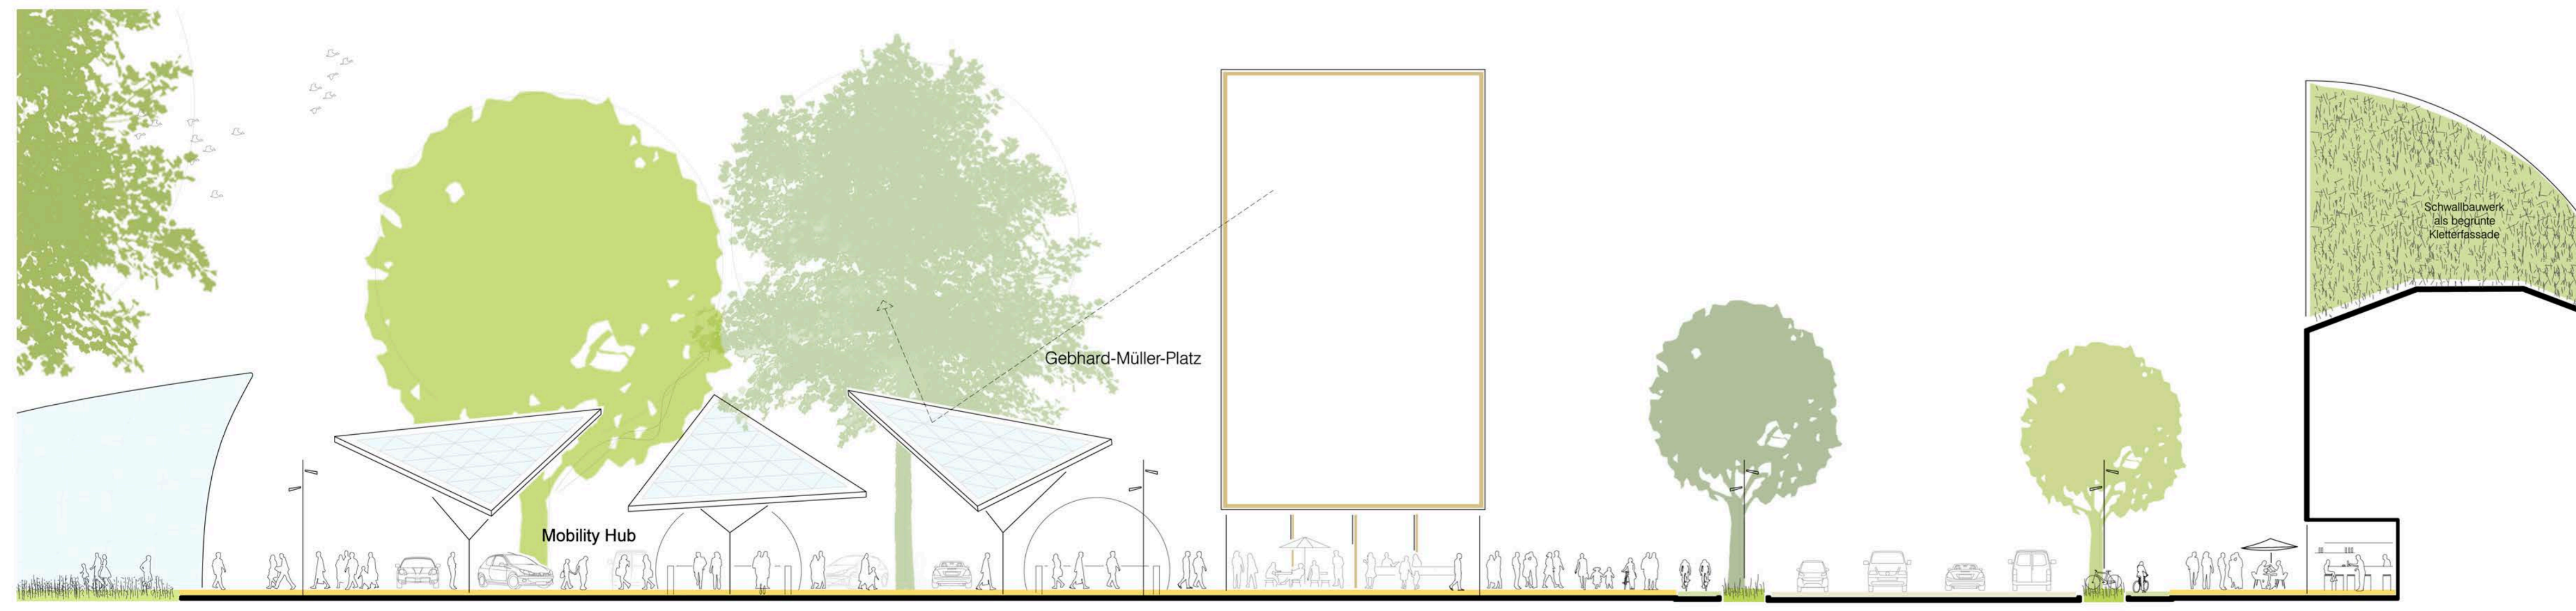 Schwallbauwerk
als begrünte
Kletterfassade
Gebhard-Müller-Platz
Mobility Hub